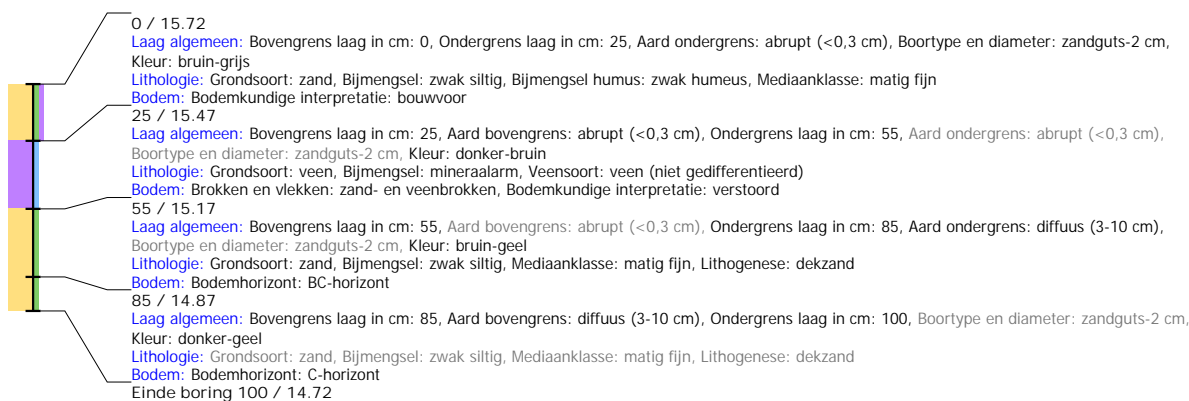 0 / 15.72
Laag algemeen: Bovengrens laag in cm: 0, Ondergrens laag in cm: 25, Aard ondergrens: abrupt (<0,3 cm), Boortype en diameter: zandguts-2 cm,
Kleur: bruin-grijs
Lithologie: Grondsoort: zand, Bijmengsel: zwak siltig, Bijmengsel humus: zwak humeus, Mediaanklasse: matig fijn
Bodem: Bodemkundige interpretatie: bouwvoor
25 / 15.47
Laag algemeen: Bovengrens laag in cm: 25, Aard bovengrens: abrupt (<0,3 cm), Ondergrens laag in cm: 55, Aard ondergrens: abrupt (<0,3 cm),
Boortype en diameter: zandguts-2 cm, Kleur: donker-bruin
Lithologie: Grondsoort: veen, Bijmengsel: mineraalarm, Veensoort: veen (niet gedifferentieerd)
Bodem: Brokken en vlekken: zand- en veenbrokken, Bodemkundige interpretatie: verstoord
55 / 15.17
Laag algemeen: Bovengrens laag in cm: 55, Aard bovengrens: abrupt (<0,3 cm), Ondergrens laag in cm: 85, Aard ondergrens: diffuus (3-10 cm),
Boortype en diameter: zandguts-2 cm, Kleur: bruin-geel
Lithologie: Grondsoort: zand, Bijmengsel: zwak siltig, Mediaanklasse: matig fijn, Lithogenese: dekzand
Bodem: Bodemhorizont: BC-horizont
85 / 14.87
Laag algemeen: Bovengrens laag in cm: 85, Aard bovengrens: diffuus (3-10 cm), Ondergrens laag in cm: 100, Boortype en diameter: zandguts-2 cm,
Kleur: donker-geel
Lithologie: Grondsoort: zand, Bijmengsel: zwak siltig, Mediaanklasse: matig fijn, Lithogenese: dekzand
Bodem: Bodemhorizont: C-horizont
Einde boring 100 / 14.72